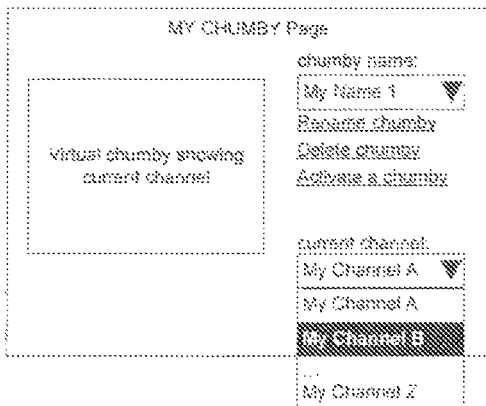 MY CHUMBY Page
chumby name:
My Name 1
Rename chumby
Delete chumby
Activate a chumby
Virtual chumby showing
current channel
current channel:
My Channel A
My Channel A
My Channel B
...
My Channel Z